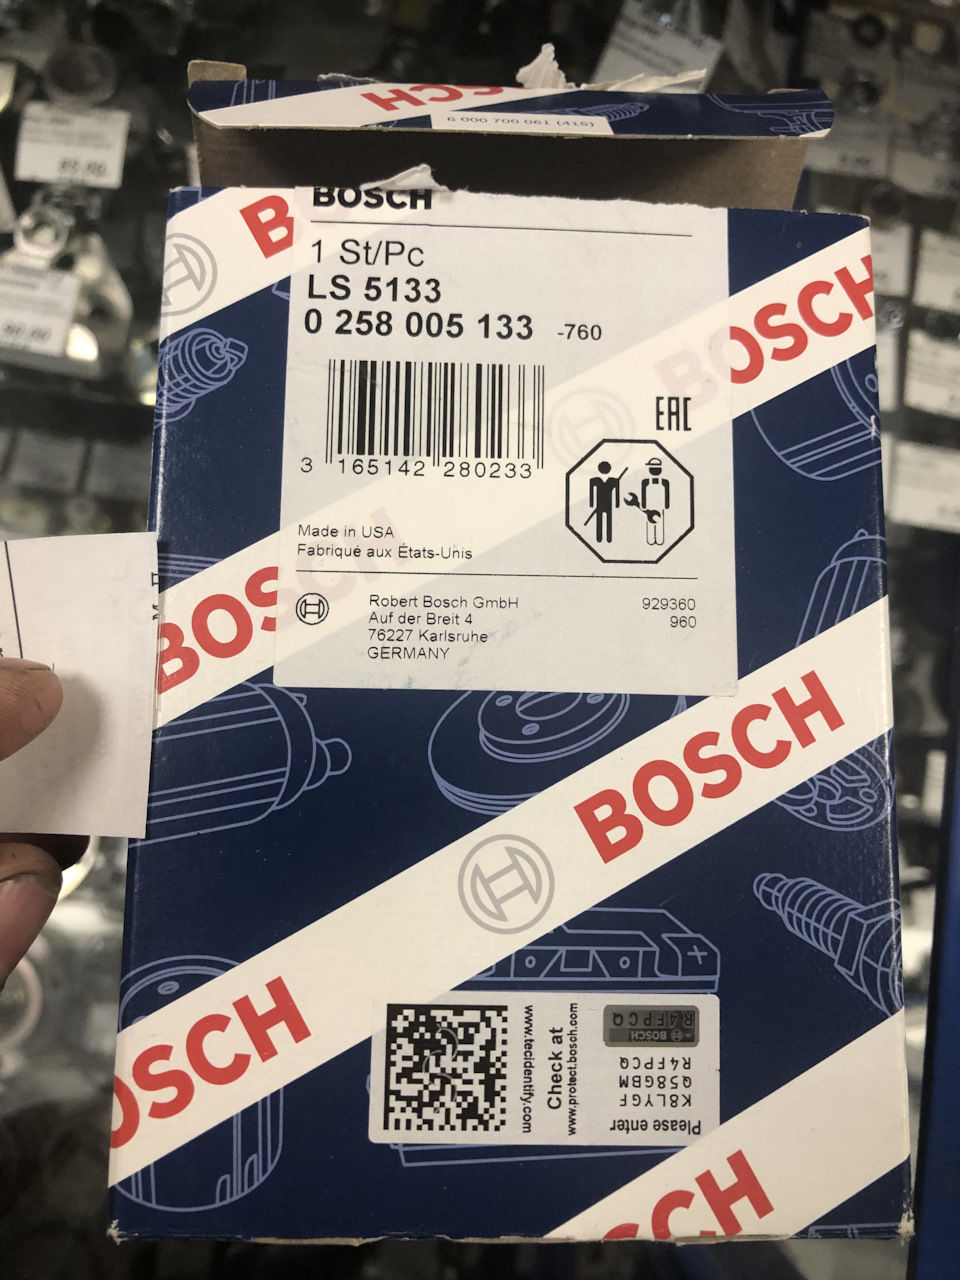 BOSCH
6 000 700 061 (415)
BOSCH
1 St/Pc
LS 5133
0 258 005 133 -760
BOSCH
EAC
3 165142 280233
Made in USA
Fabriqué aux États-Unis
Robert Bosch GmbH
Auf der Breit 4
76227 Karlsruhe
GERMANY
929360
960
BOSCH
BOSCH
BOSCH
BOSCH
www.tecidentify.com
Check at
www.protect.bosch.com
Please enter
K8LYGF
Q58GBM
R4FPCQ
BOSCH
R4FPCQ